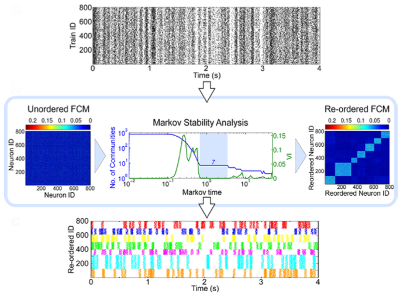 800
600
400
200
0
Train ID
0 1 2 3 4
Time (s)
Unordered FCM
0.2 0.15 0.1 0.05 0
Neuron ID
800
600
400
200
200 400 600 800
Neuron ID
Markov Stability Analysis
No. of Communities
10³
10²
10¹
10⁰
7
0.15
0.10
0.05
0
VI
Markov time
Re-ordered FCM
0.2 0.15 0.1 0.05 0
Reordered Neuron ID
800
600
400
200
200 400 600 800
Reordered Neuron ID
Re-ordered ID
800
600
400
200
0
0 1 2 3 4
Time (s)